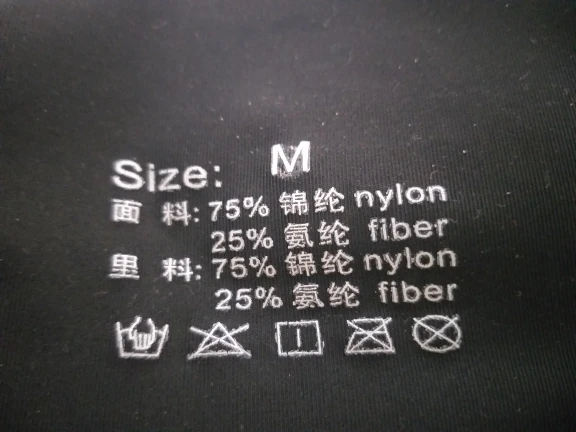 Size: M
面 料: 75% 锦纶 nylon
25% 氨纶 fiber
里 料: 75% 锦纶 nylon
25% 氨纶 fiber